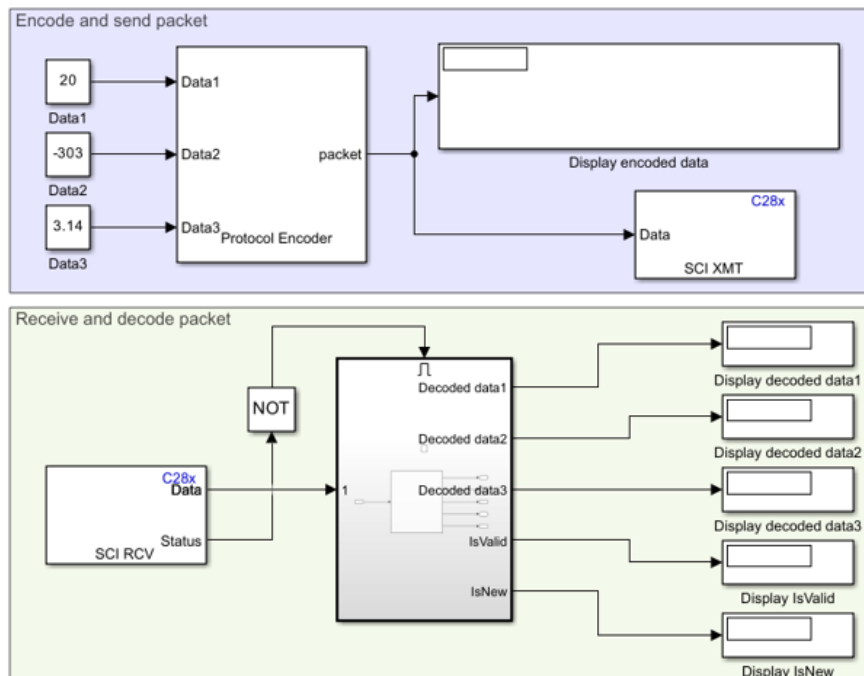 Encode and send packet
20
Data1
Data1
-303
Data2
Data2
3.14
Data3
Data3
packet
Protocol Encoder
Display encoded data
C28x
Data
SCI XMT
Receive and decode packet
NOT
C28x
Data
Status
SCI RCV
1
Decoded data1
Decoded data2
Decoded data3
IsValid
IsNew
Display decoded data1
Display decoded data2
Display decoded data3
Display IsValid
Display IsNew